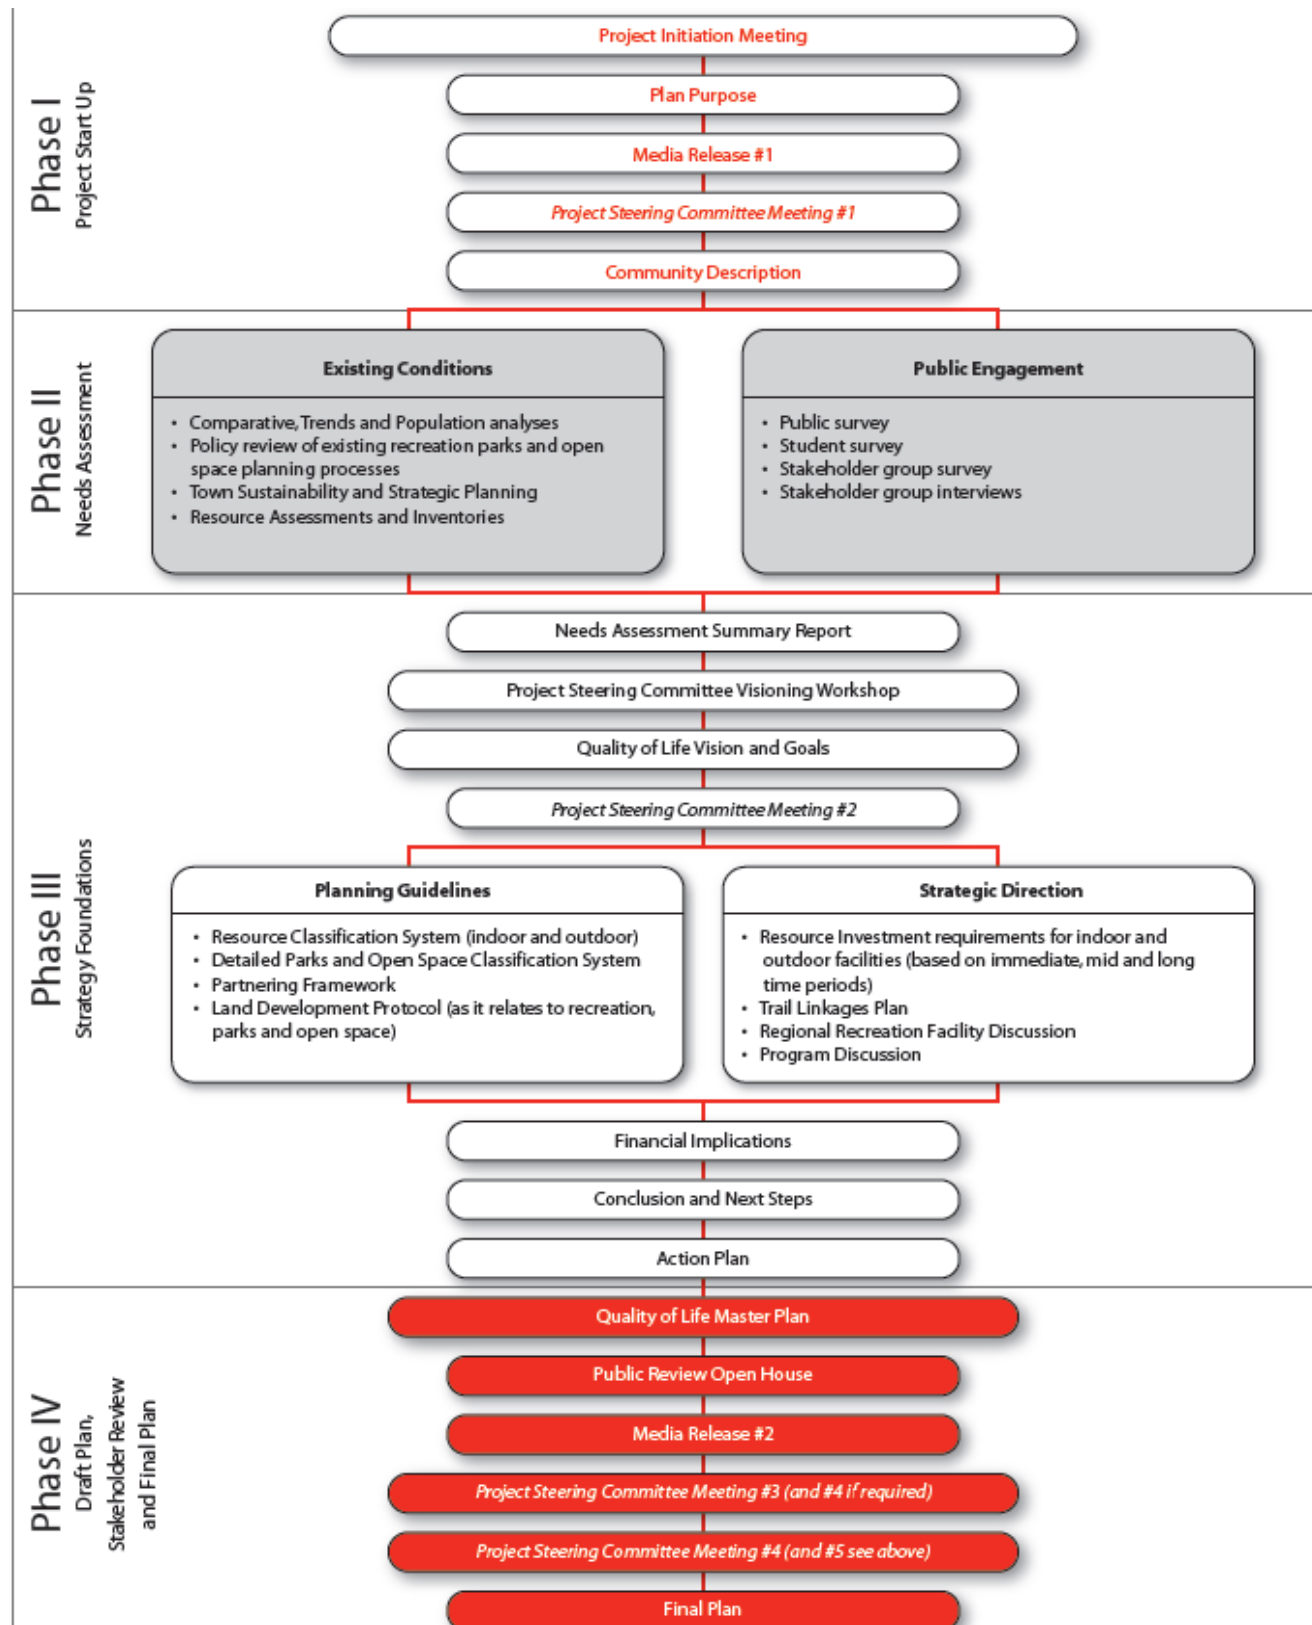 Phase I
Project Start Up
Project Initiation Meeting
Plan Purpose
Media Release #1
Project Steering Committee Meeting #1
Community Description
Phase II
Needs Assessment
Existing Conditions
• Comparative, Trends and Population analyses
• Policy review of existing recreation parks and open
space planning processes
• Town Sustainability and Strategic Planning
• Resource Assessments and Inventories
Public Engagement
• Public survey
• Student survey
• Stakeholder group survey
• Stakeholder group interviews
Phase III
Strategy Foundations
Needs Assessment Summary Report
Project Steering Committee Visioning Workshop
Quality of Life Vision and Goals
Project Steering Committee Meeting #2
Planning Guidelines
• Resource Classification System (indoor and outdoor)
• Detailed Parks and Open Space Classification System
• Partnering Framework
• Land Development Protocol (as it relates to recreation,
parks and open space)
Strategic Direction
• Resource Investment requirements for indoor and
outdoor facilities (based on immediate, mid and long
time periods)
• Trail Linkages Plan
• Regional Recreation Facility Discussion
• Program Discussion
Financial Implications
Conclusion and Next Steps
Action Plan
Phase IV
Draft Plan,
Stakeholder Review
and Final Plan
Quality of Life Master Plan
Public Review Open House
Media Release #2
Project Steering Committee Meeting #3 (and #4 if required)
Project Steering Committee Meeting #4 (and #5 see above)
Final Plan